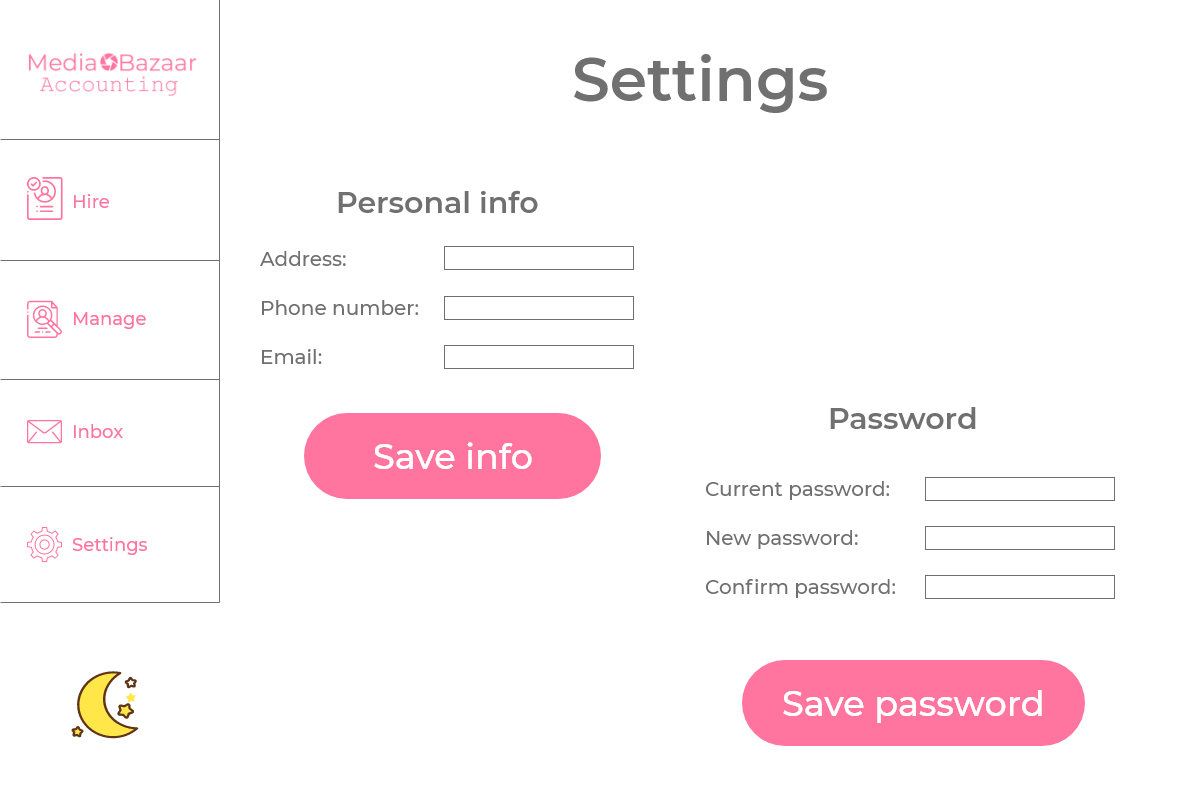 Media Bazaar
Accounting
Hire
Manage
Inbox
Settings
Settings
Personal info
Address:
Phone number:
Email:
Save info
Password
Current password:
New password:
Confirm password:
Save password